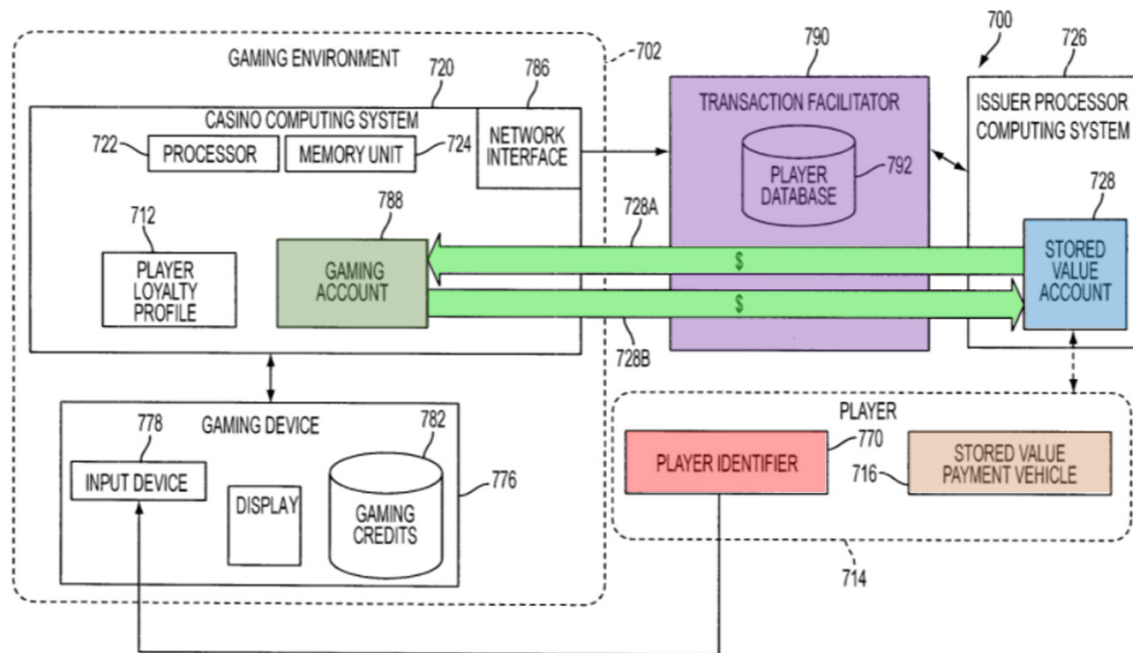 GAMING ENVIRONMENT
702
720
786
790
700
726
CASINO COMPUTING SYSTEM
722
PROCESSOR
MEMORY UNIT
724
NETWORK
INTERFACE
TRANSACTION FACILITATOR
PLAYER
DATABASE
792
ISSUER PROCESSOR
COMPUTING SYSTEM
728
712
788
728A
PLAYER
LOYALTY
PROFILE
GAMING
ACCOUNT
$
$
STORED
VALUE
ACCOUNT
728B
GAMING DEVICE
778
782
INPUT DEVICE
DISPLAY
GAMING
CREDITS
776
PLAYER
PLAYER IDENTIFIER
770
716
STORED VALUE
PAYMENT VEHICLE
714